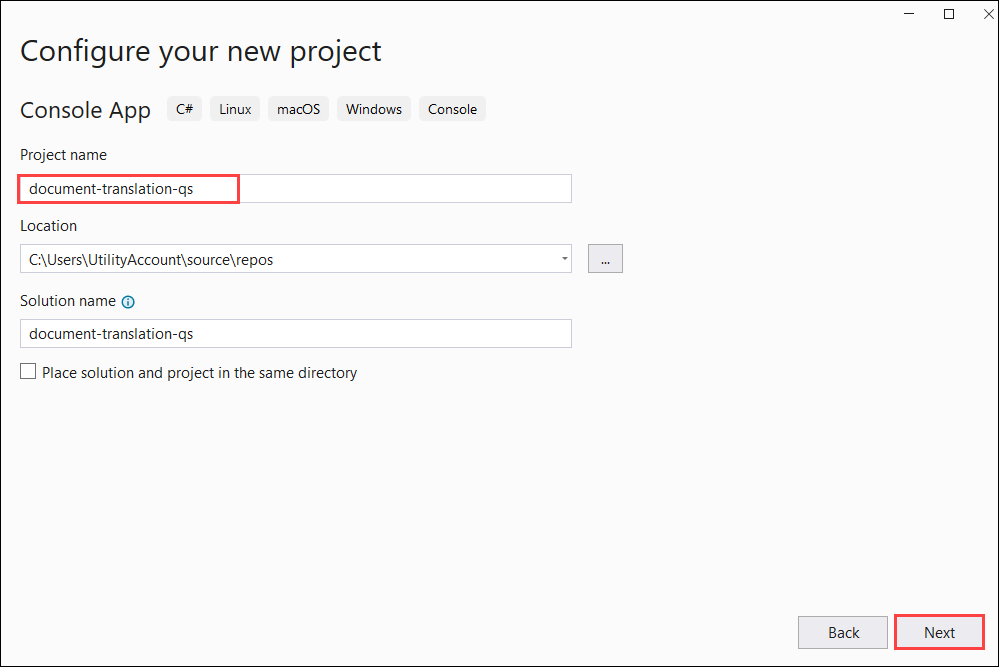 Configure your new project
Console App C# Linux macOS Windows Console
Project name
document-translation-qs
Location
C:\Users\UtilityAccount\source\repos
...
Solution name
document-translation-qs
Place solution and project in the same directory
Back Next